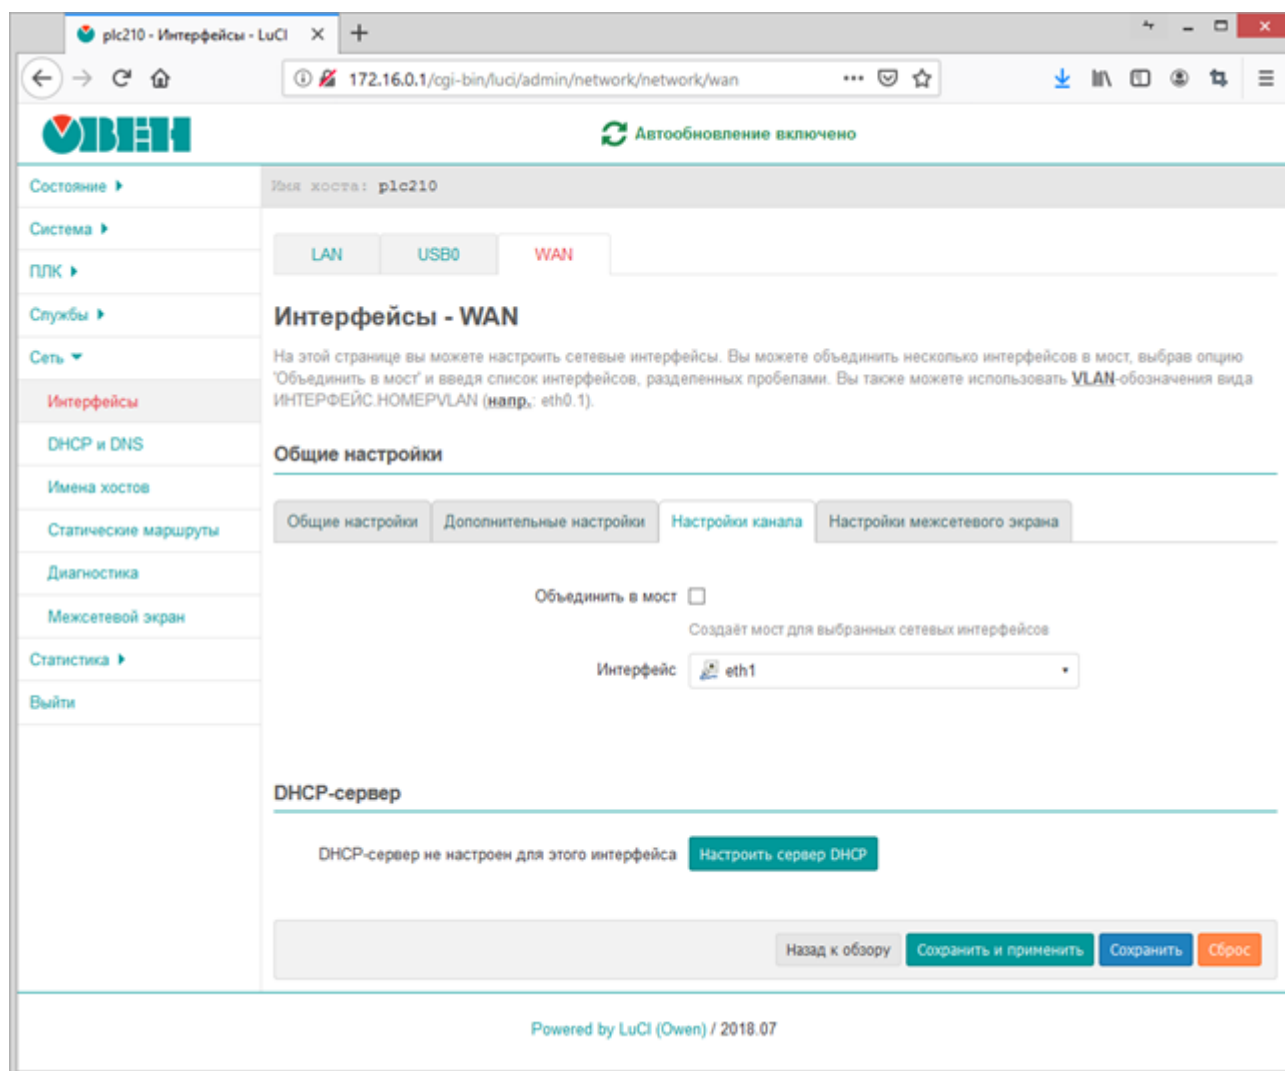 plc210 - Интерфейсы - LuCI
172.16.0.1/cgi-bin/luci/admin/network/network/wan
ОВЕН
Автообновление включено
Состояние
Система
ПЛК
Службы
Сеть
Интерфейсы
DHCP и DNS
Имена хостов
Статические маршруты
Диагностика
Межсетевой экран
Статистика
Выйти
Имя хоста: plc210
LAN USB0 WAN
Интерфейсы - WAN
На этой странице вы можете настроить сетевые интерфейсы. Вы можете объединить несколько интерфейсов в мост, выбрав опцию
'Объединить в мост' и введя список интерфейсов, разделенных пробелами. Вы также можете использовать VLAN-обозначения вида
ИНТЕРФЕЙС.НОМЕРVLAN (напр.: eth0.1).
Общие настройки
Общие настройки Дополнительные настройки Настройки канала Настройки межсетевого экрана
Объединить в мост
Создаёт мост для выбранных сетевых интерфейсов
Интерфейс eth1
DHCP-сервер
DHCP-сервер не настроен для этого интерфейса Настроить сервер DHCP
Назад к обзору Сохранить и применить Сохранить Сброс
Powered by LuCI (Owen) / 2018.07